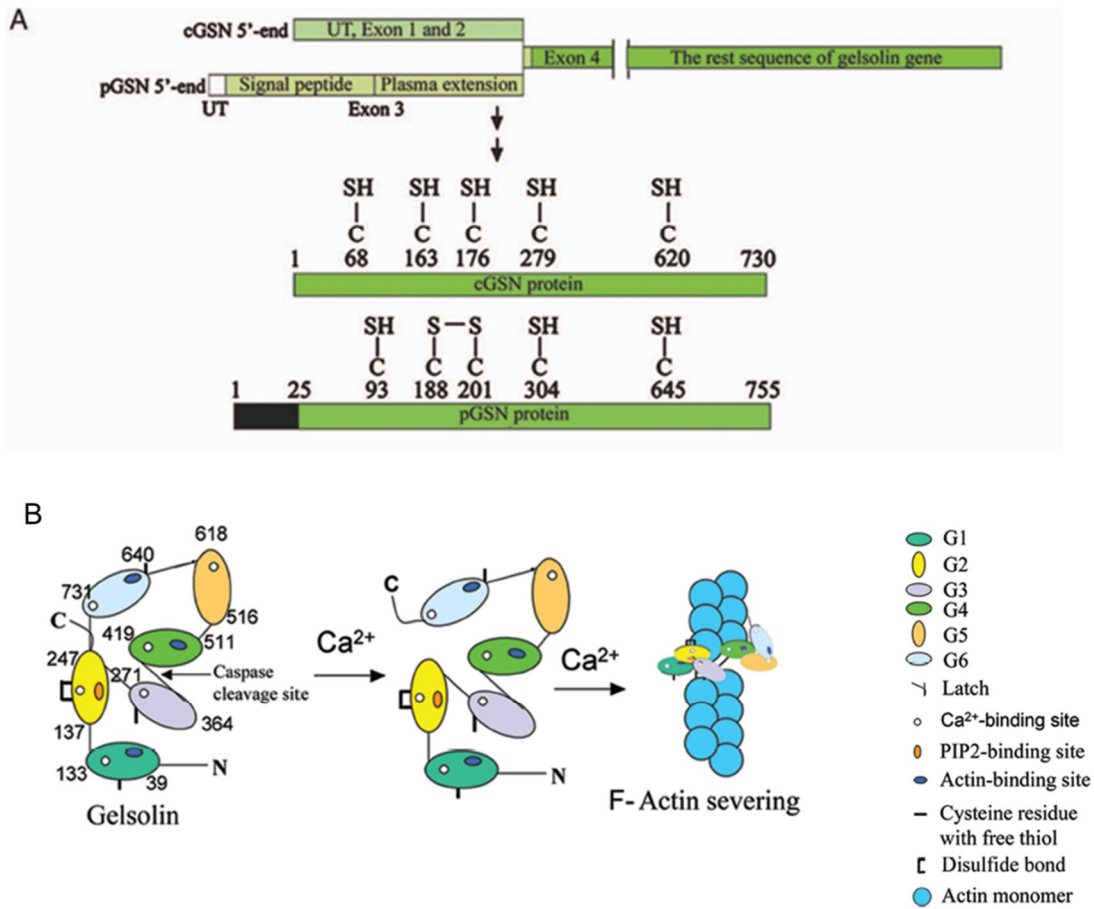 A
cGSN 5’-end
UT, Exon 1 and 2
Exon 4
The rest sequence of gelsolin gene
pGSN 5’-end
Signal peptide
Plasma extension
UT
Exon 3
SH SH SH SH SH
C C C C C
1 68 163 176 279 620 730
cGSN protein
SH S S SH SH
C C C C C
1 25 93 188 201 304 645 755
pGSN protein
B
618
640
731
516
C
419
511
247
271
Caspase
cleavage site
364
137
133
39
N
Gelsolin
Ca2+
C
N
Ca2+
F- Actin severing
G1
G2
G3
G4
G5
G6
Latch
Ca2+-binding site
PIP2-binding site
Actin-binding site
Cysteine residue
with free thiol
Disulfide bond
Actin monomer